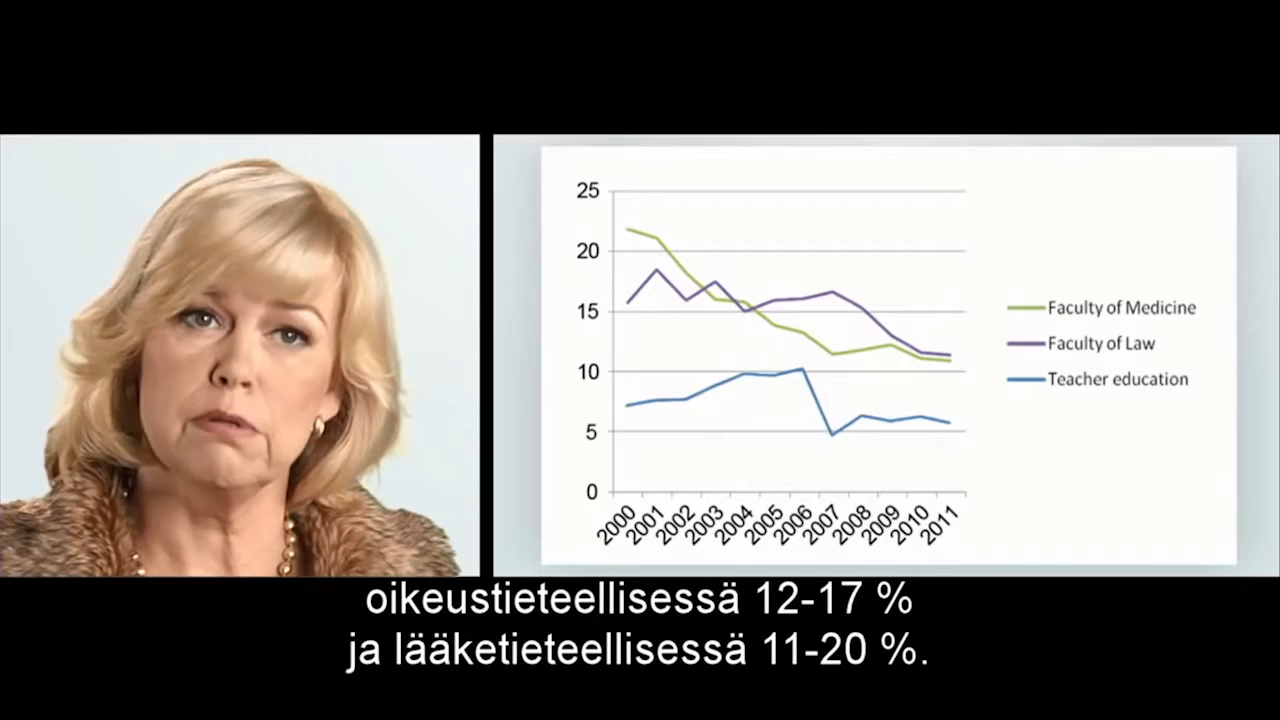 25
20
15
10
5
0
2000 2001 2002 2003 2004 2005 2006 2007 2008 2009 2010 2011
Faculty of Medicine
Faculty of Law
Teacher education
oikeustieteellisessä 12-17 %
ja lääketieteellisessä 11-20 %.